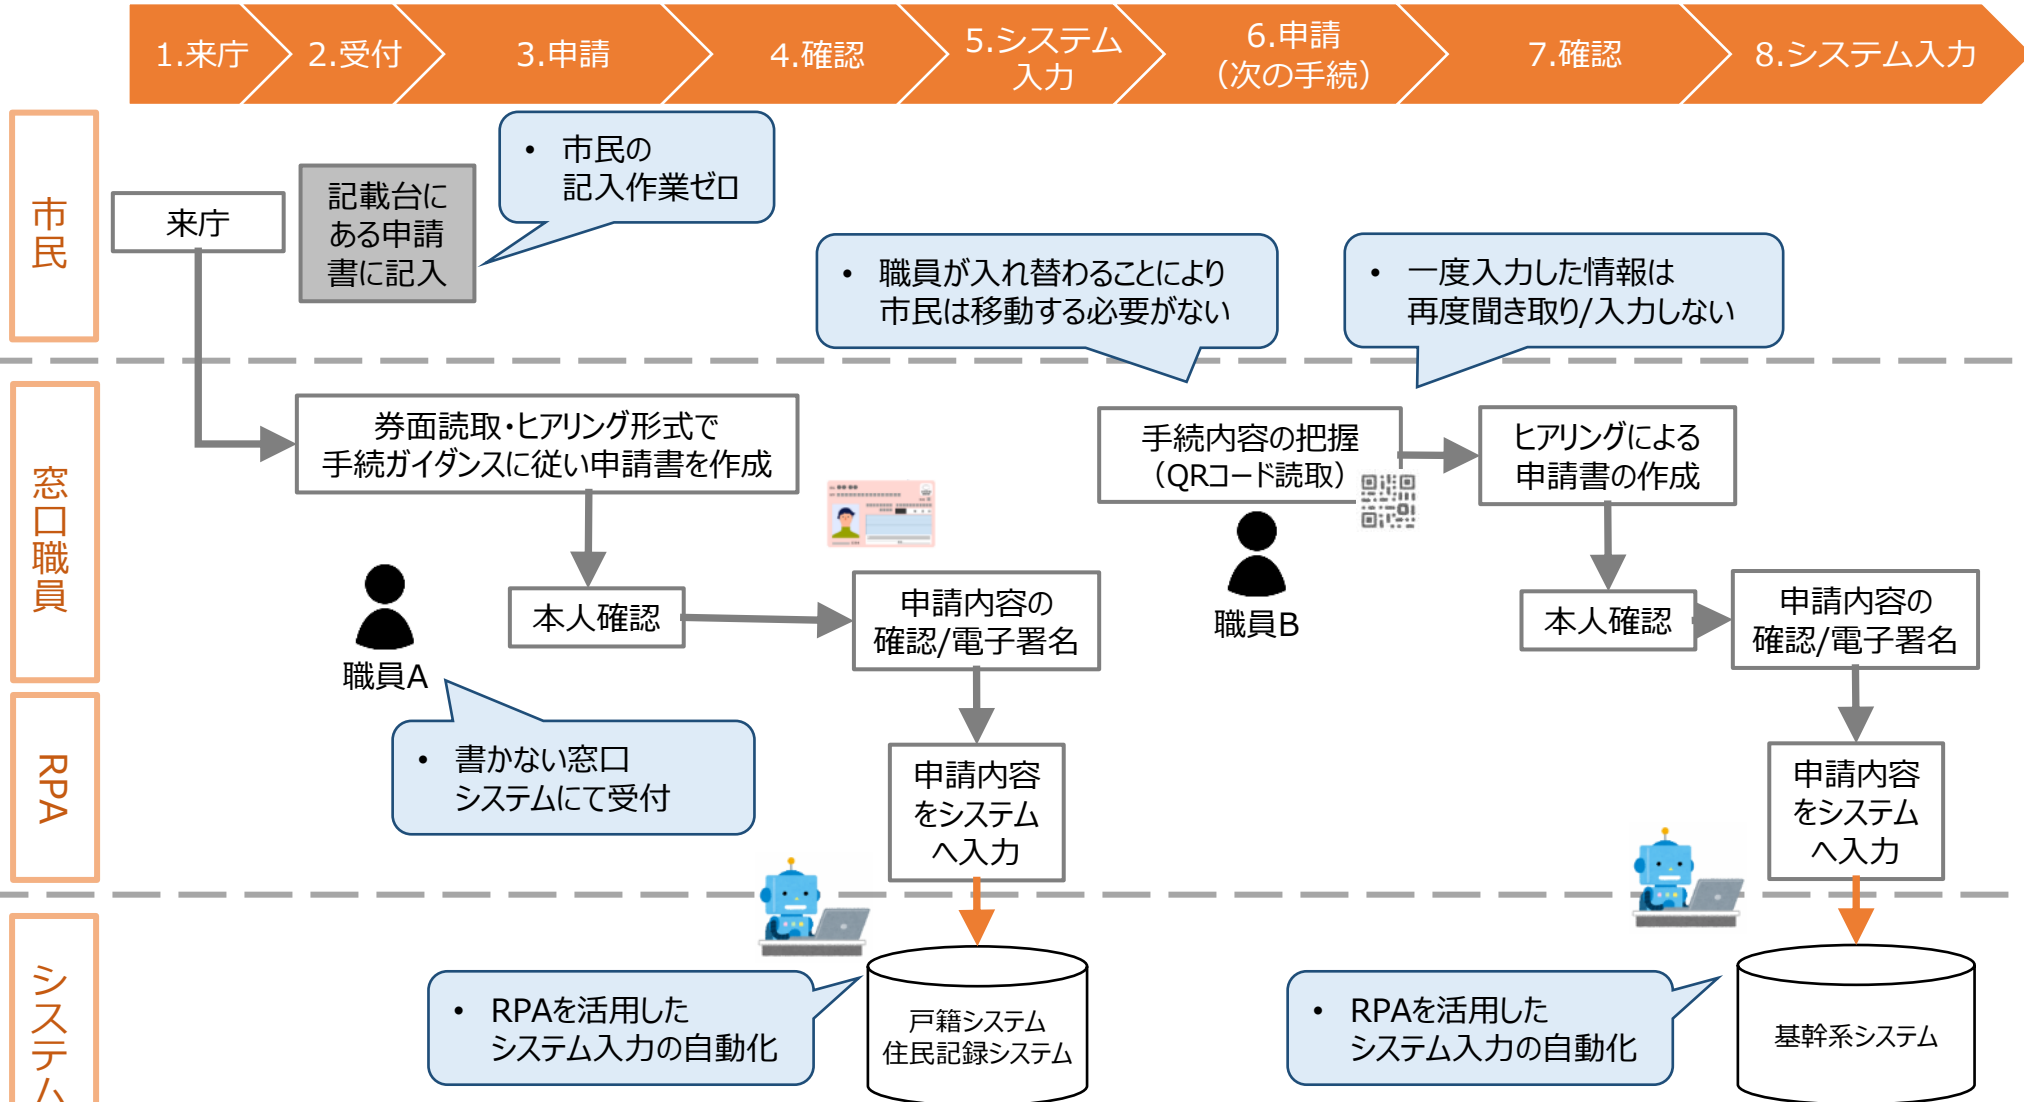 1.来庁
2.受付
3.申請
4.確認
5.システム
入力
6.申請
（次の手続）
7.確認
8.システム入力
市民
来庁
記載台に
ある申請
書に記入
• 市民の
記入作業ゼロ
• 職員が入れ替わることにより
市民は移動する必要がない
• 一度入力した情報は
再度聞き取り/入力しない
窓口職員
券面読取・ヒアリング形式で
手続ガイダンスに従い申請書を作成
手続内容の把握
（QRコード読取）
ヒアリングによる
申請書の作成
職員A
本人確認
申請内容の
確認/電子署名
職員B
本人確認
申請内容の
確認/電子署名
• 書かない窓口
システムにて受付
RPA
申請内容
をシステム
へ入力
申請内容
をシステム
へ入力
システム
• RPAを活用した
システム入力の自動化
戸籍システム
住民記録システム
• RPAを活用した
システム入力の自動化
基幹系システム